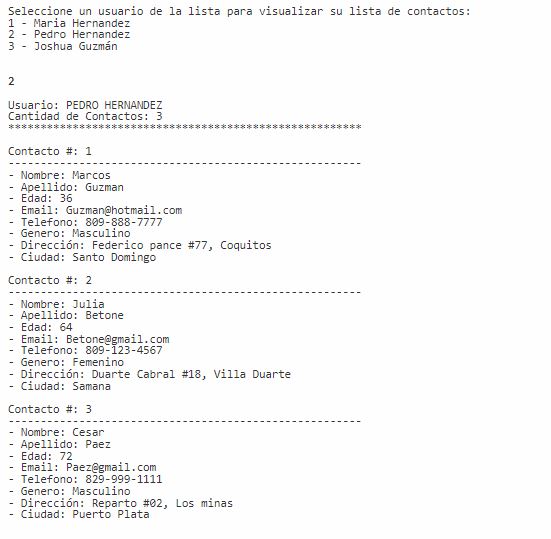 Seleccione un usuario de la lista para visualizar su lista de contactos:
1 - Maria Hernandez
2 - Pedro Hernandez
3 - Joshua Guzmán
2
Usuario: PEDRO HERNANDEZ
Cantidad de Contactos: 3
*******************************************************
Contacto #: 1
-------------------------------------------------------
- Nombre: Marcos
- Apellido: Guzman
- Edad: 36
- Email: Guzman@hotmail.com
- Telefono: 809-888-7777
- Genero: Masculino
- Dirección: Federico pance #77, Coquitos
- Ciudad: Santo Domingo
Contacto #: 2
-------------------------------------------------------
- Nombre: Julia
- Apellido: Betone
- Edad: 64
- Email: Betone@gmail.com
- Telefono: 809-123-4567
- Genero: Femenino
- Dirección: Duarte Cabral #18, Villa Duarte
- Ciudad: Samana
Contacto #: 3
-------------------------------------------------------
- Nombre: Cesar
- Apellido: Paez
- Edad: 72
- Email: Paez@gmail.com
- Telefono: 829-999-1111
- Genero: Masculino
- Dirección: Reparto #02, Los minas
- Ciudad: Puerto Plata